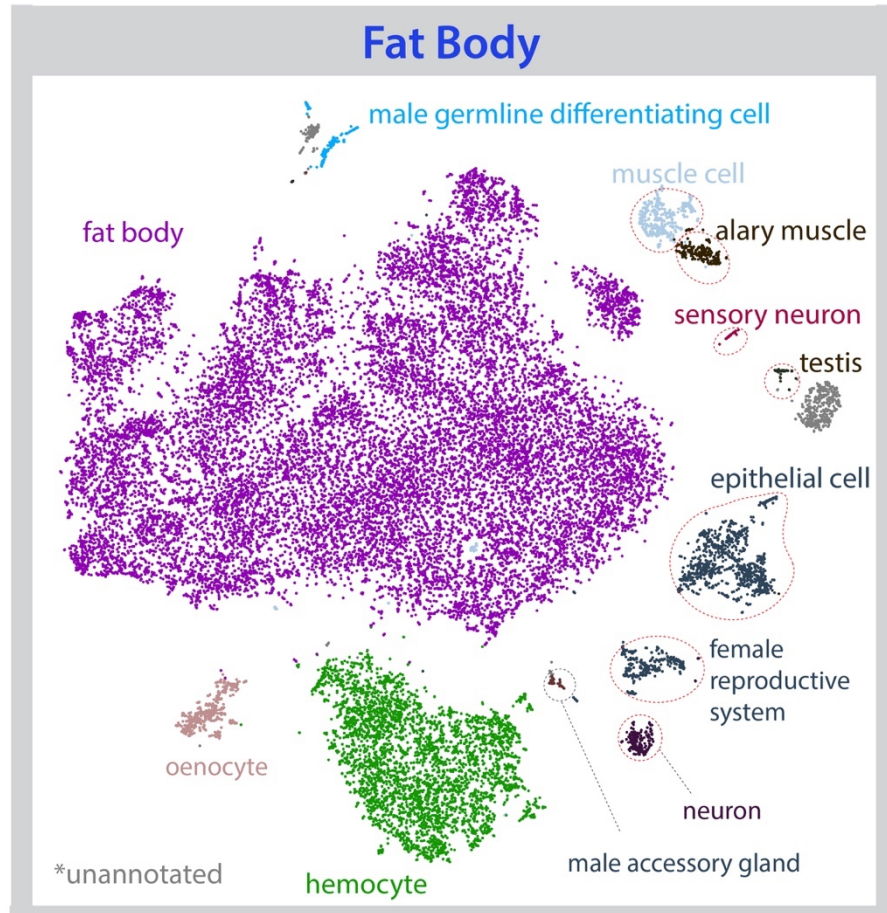 Fat Body
male germline differentiating cell
muscle cell
fat body
alary muscle
sensory neuron
testis
epithelial cell
female
reproductive
system
oenocyte
neuron
male accessory gland
*unannotated
hemocyte